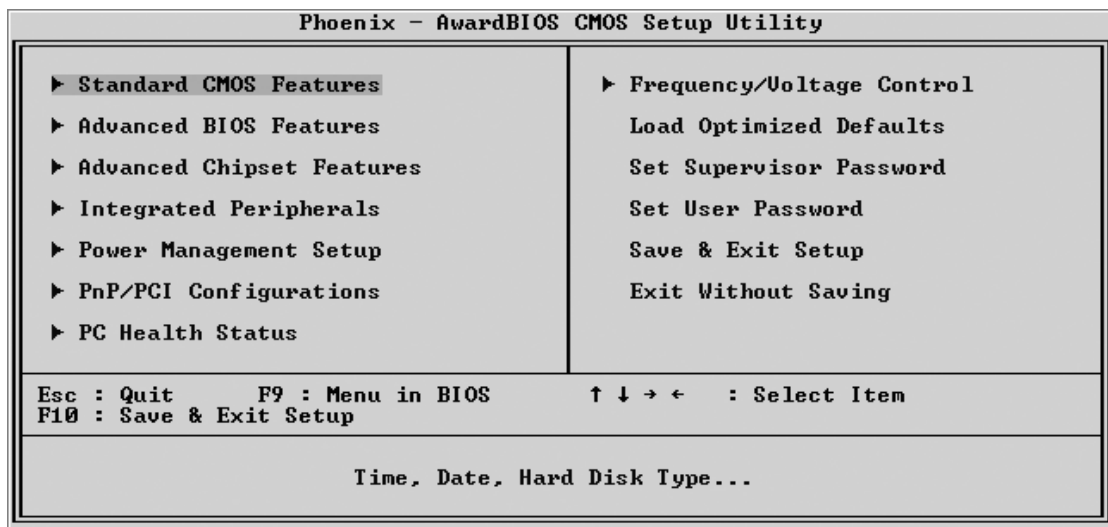 Phoenix - AwardBIOS CMOS Setup Utility
▶ Standard CMOS Features
▶ Advanced BIOS Features
▶ Advanced Chipset Features
▶ Integrated Peripherals
▶ Power Management Setup
▶ PnP/PCI Configurations
▶ PC Health Status
▶ Frequency/Voltage Control
Load Optimized Defaults
Set Supervisor Password
Set User Password
Save & Exit Setup
Exit Without Saving
Esc : Quit F9 : Menu in BIOS ↑ ↓ → ← : Select Item
F10 : Save & Exit Setup
Time, Date, Hard Disk Type...